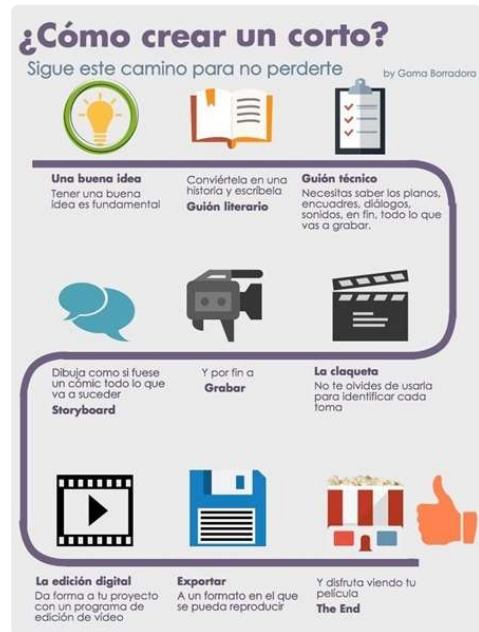 ¿Cómo crear un corto?
Sigue este camino para no perderte
by Goma Borradora
Una buena idea
Tener una buena
idea es fundamental
Conviértela en una
historia y escríbela
Guión literario
Guión técnico
Necesitas saber los planos,
encuadres, diálogos,
sonidos, en fin, todo lo que
vas a grabar.
Dibuja como si fuese
un cómic todo lo que
va a suceder
Storyboard
Y por fin a
Grabar
La claqueta
No te olvides de usarla
para identificar cada
toma
La edición digital
Da forma a tu proyecto
con un programa de
edición de vídeo
Exportar
A un formato en el que
se pueda reproducir
Y disfruta viendo tu
película
The End